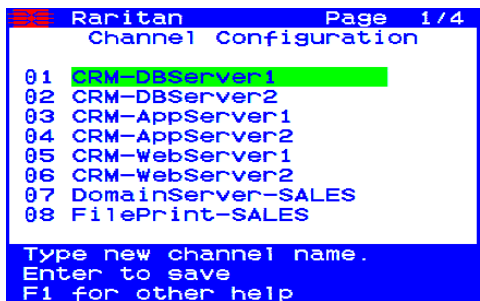 Raritan Page 1/4
Channel Configuration
01 CRM-DBServer1
02 CRM-DBServer2
03 CRM-AppServer1
04 CRM-AppServer2
05 CRM-WebServer1
06 CRM-WebServer2
07 DomainServer-SALES
08 FilePrint-SALES
Type new channel name.
Enter to save
F1 for other help